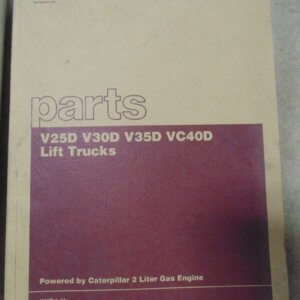 parts
V25D V30D V35D VC40D
Lift Trucks
Powered by Caterpillar 2 Liter Gas Engine